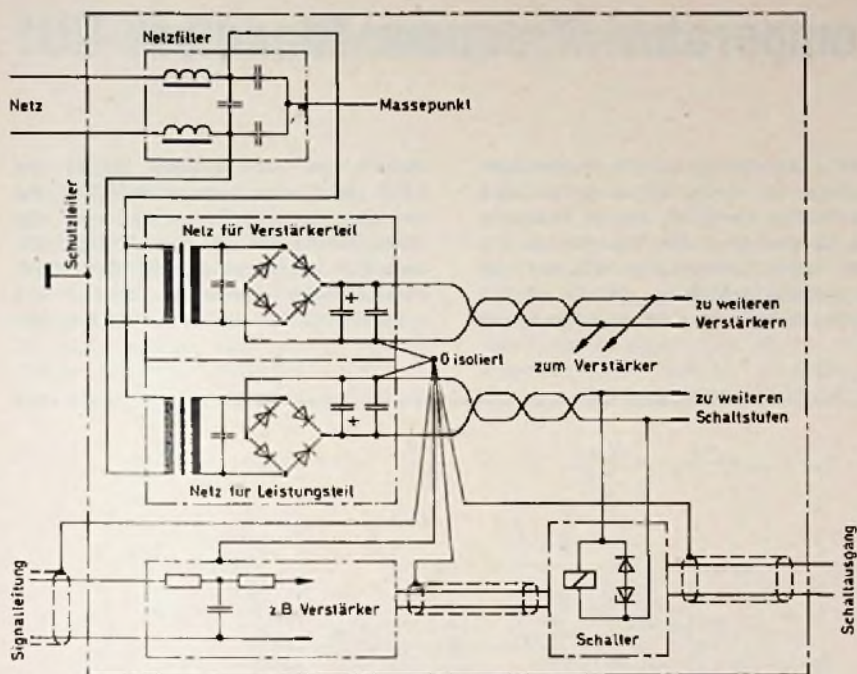 Netzfilter
Netz
Massepunkt
Schutzleiter
Netz für Verstärkerteil
zu weiteren
Verstärkern
0 isoliert
zum Verstärker
zu weiteren
Schaltstufen
Netz für Leistungsteil
Signalleitung
z.B. Verstärker
Schalter
Schaltausgang